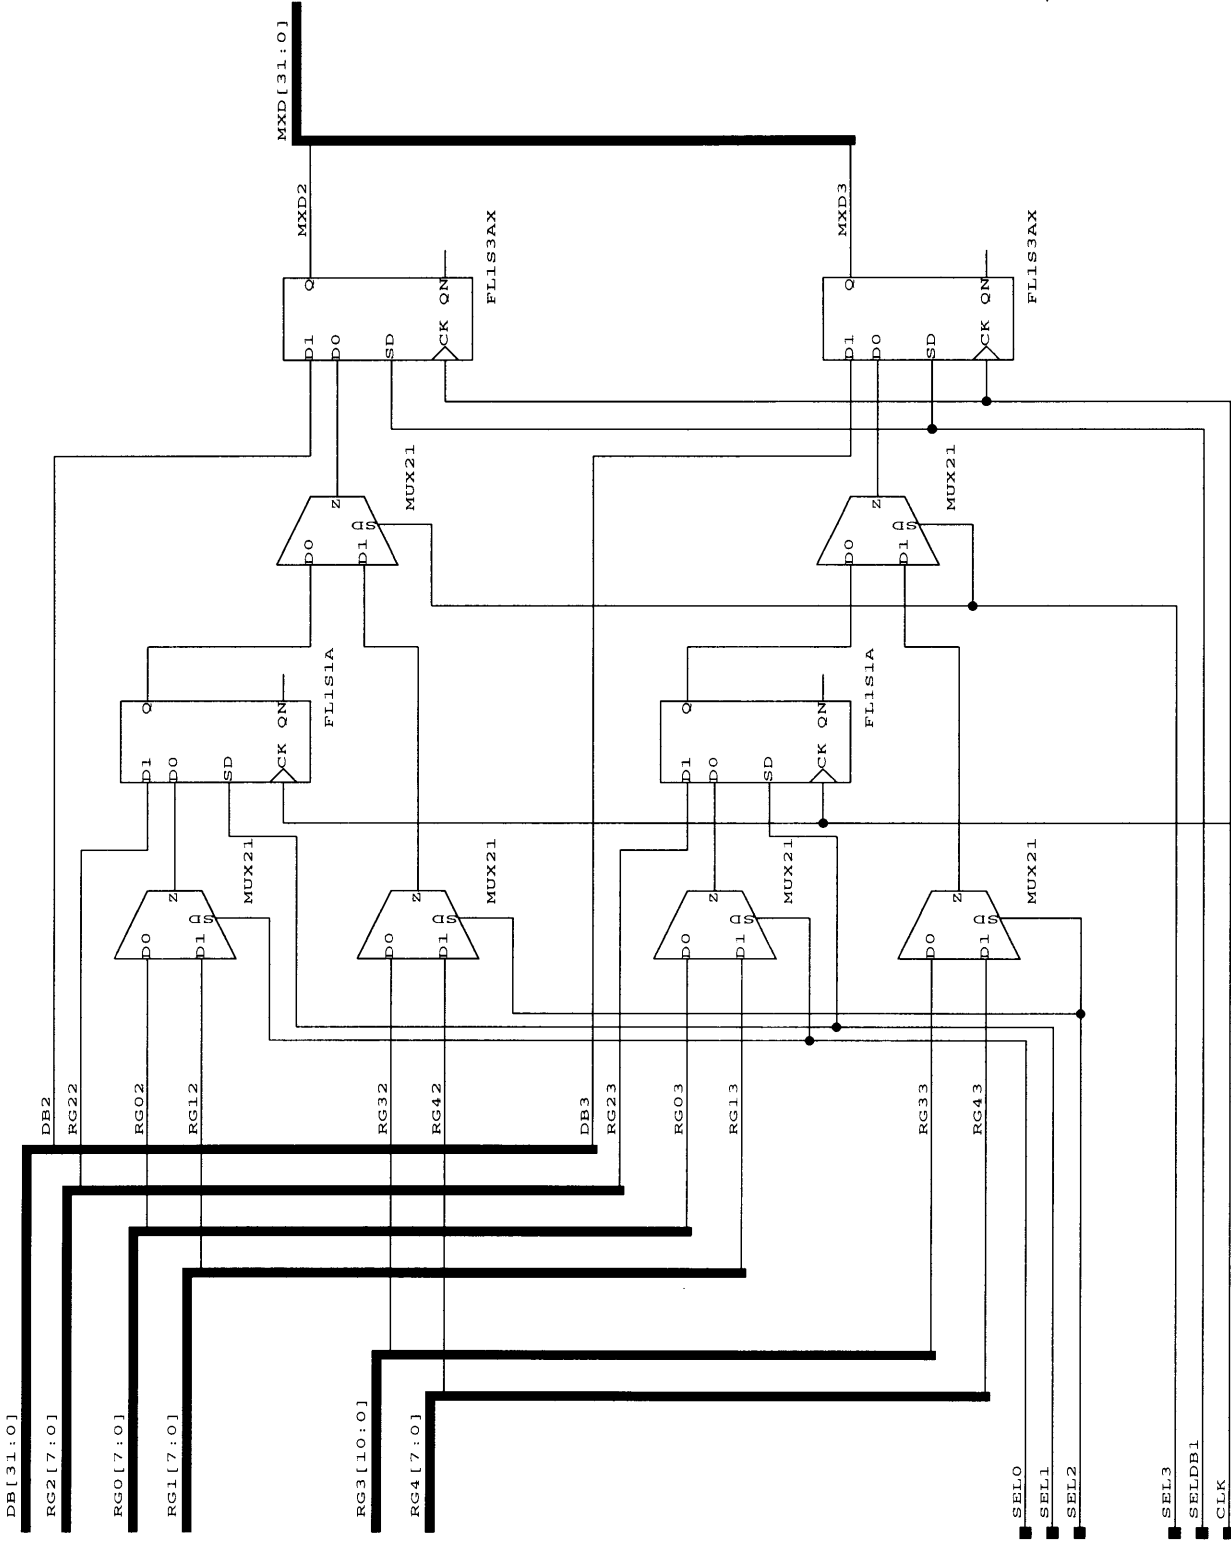 MXD[31:0]
MXD2
MXD3
Q
QN
FL1S3AX
D1
D0
SD
CK
Q
QN
FL1S3AX
D1
D0
SD
CK
MUX21
Z
SD
D0
D1
MUX21
Z
SD
D0
D1
FL1S1A
Q
QN
D1
D0
SD
CK
FL1S1A
Q
QN
D1
D0
SD
CK
MUX21
Z
SD
D0
D1
MUX21
Z
SD
D0
D1
MUX21
Z
SD
D0
D1
MUX21
Z
SD
D0
D1
DB2
RG22
RG02
RG12
RG32
RG42
DB3
RG23
RG03
RG13
RG33
RG43
DB[31:0]
RG2[7:0]
RG0[7:0]
RG1[7:0]
RG3[10:0]
RG4[7:0]
SEL0
SEL1
SEL2
SEL3
SELDB1
CLK